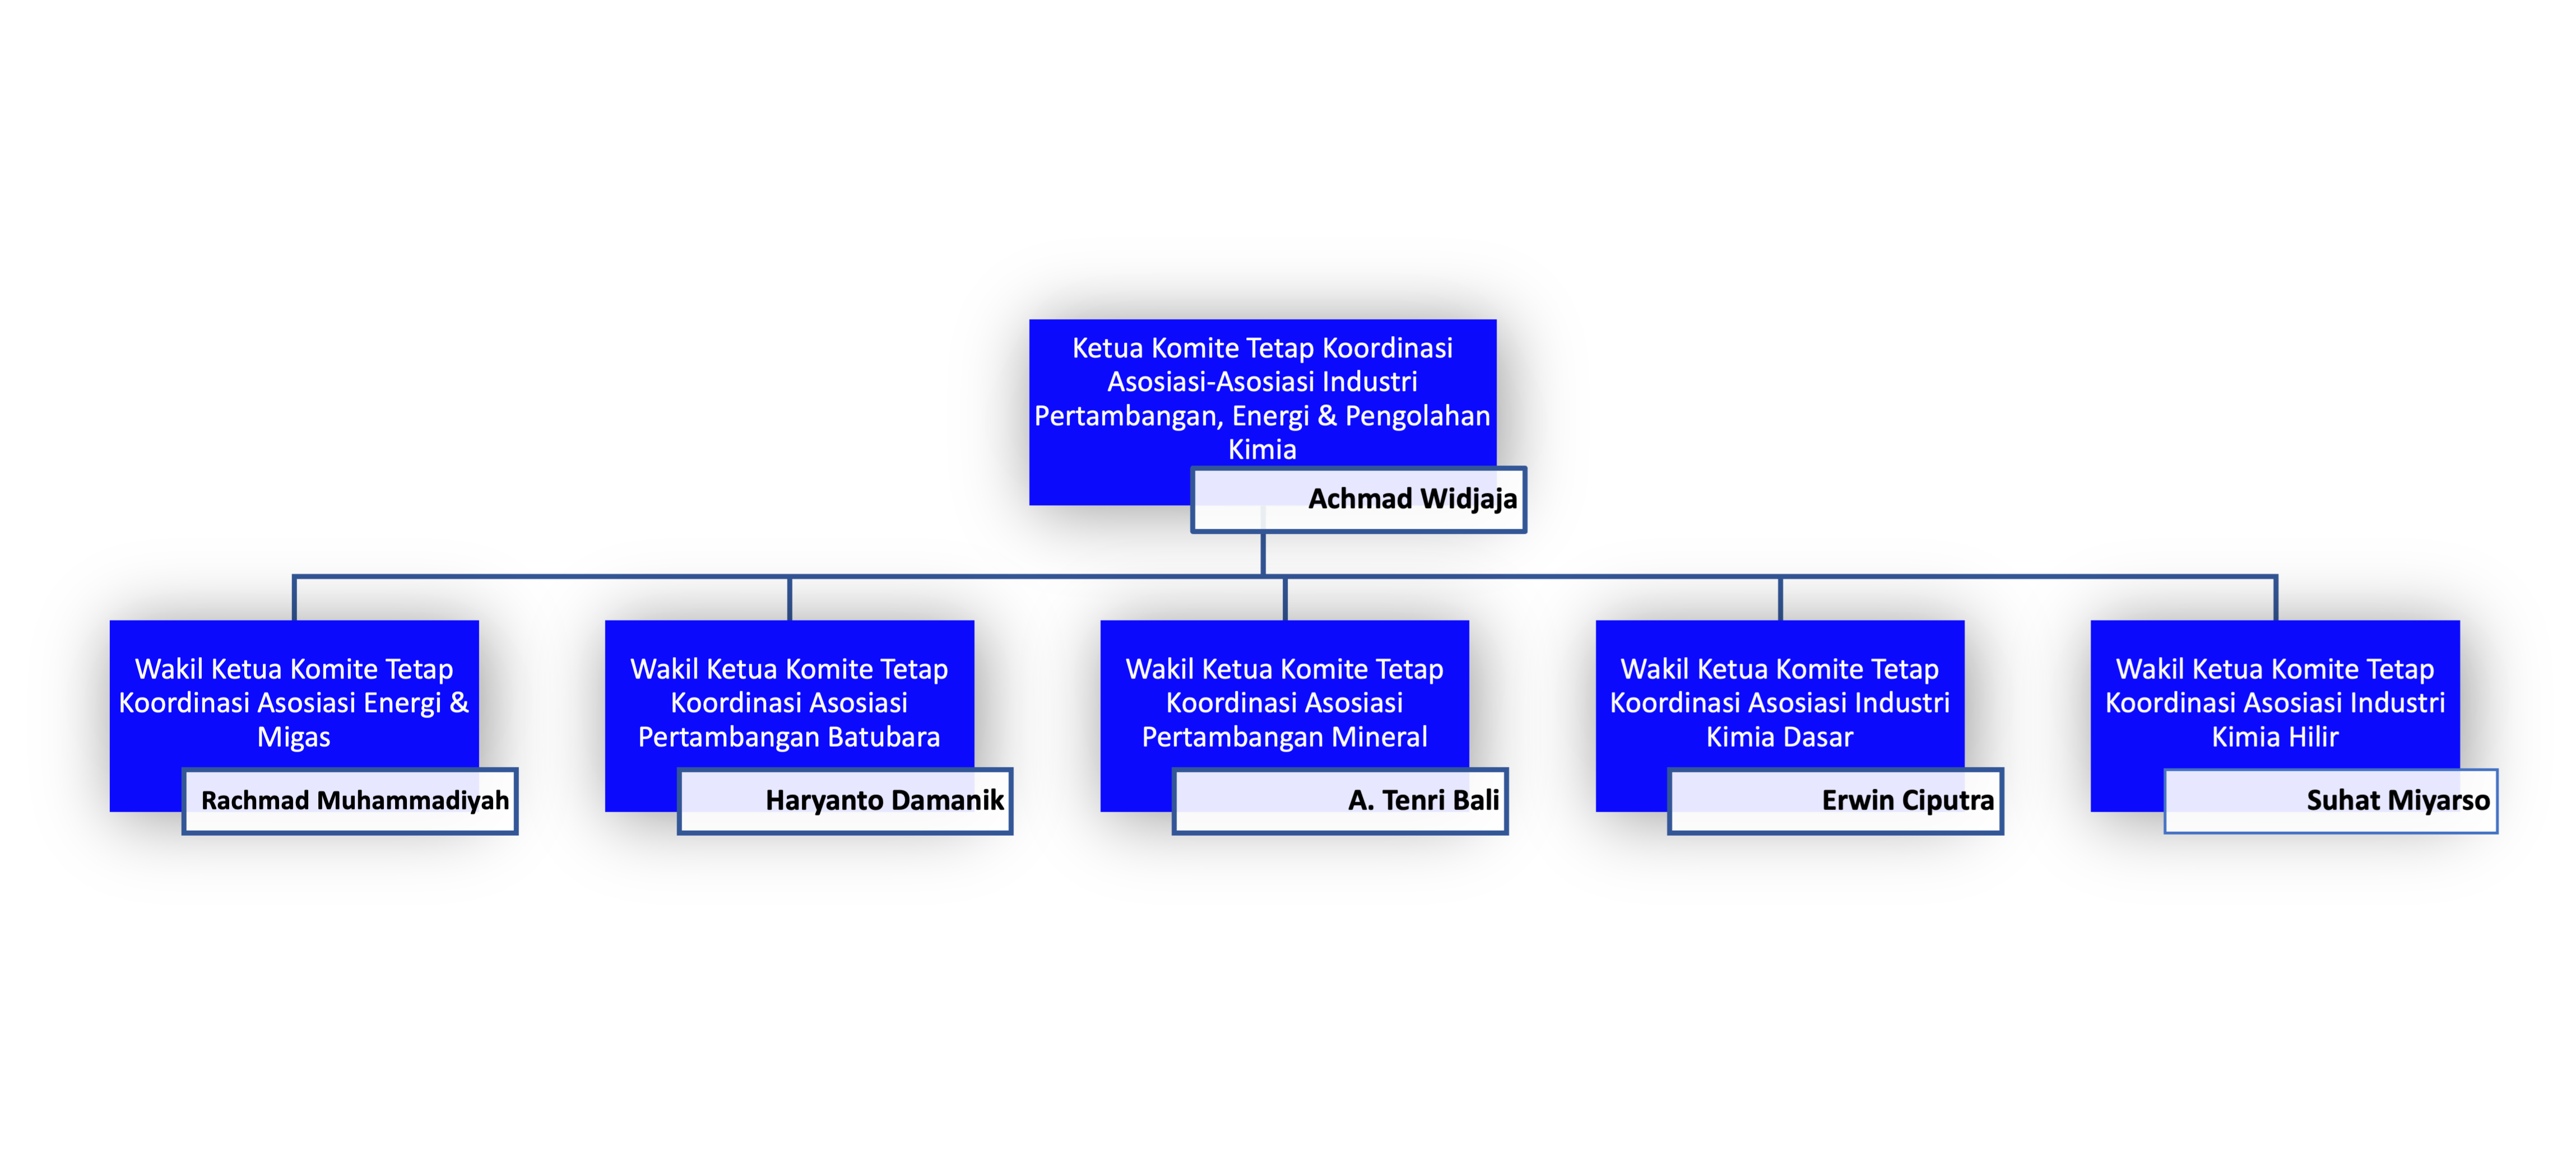 Ketua Komite Tetap Koordinasi
Asosiasi-Asosiasi Industri
Pertambangan, Energi & Pengolahan
Kimia
Achmad Widjaja
Wakil Ketua Komite Tetap
Koordinasi Asosiasi Energi &
Migas
Rachmad Muhammadiyah
Wakil Ketua Komite Tetap
Koordinasi Asosiasi
Pertambangan Batubara
Haryanto Damanik
Wakil Ketua Komite Tetap
Koordinasi Asosiasi
Pertambangan Mineral
A. Tenri Bali
Wakil Ketua Komite Tetap
Koordinasi Asosiasi Industri
Kimia Dasar
Erwin Ciputra
Wakil Ketua Komite Tetap
Koordinasi Asosiasi Industri
Kimia Hilir
Suhat Miyarso